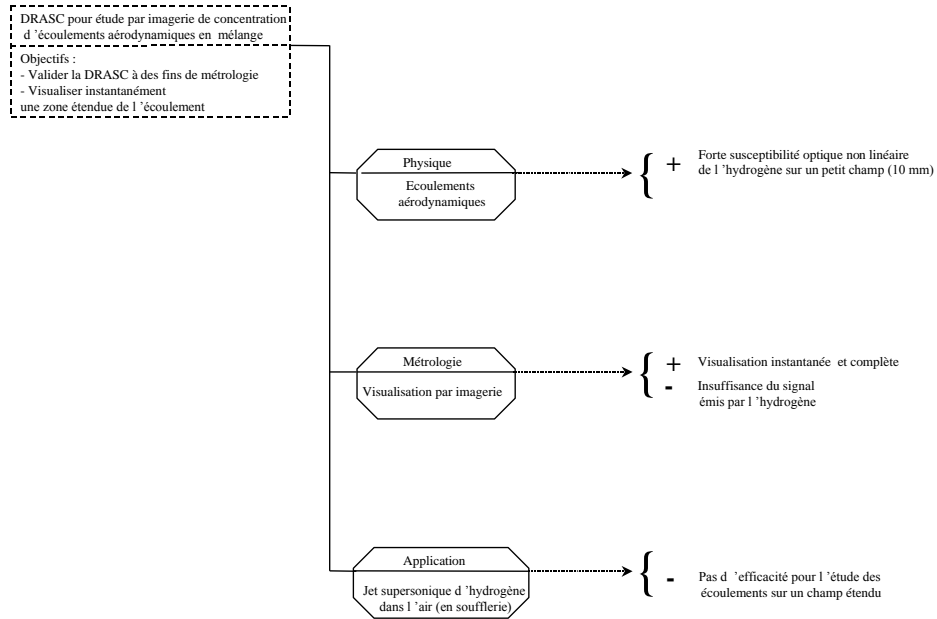 DRASC pour étude par imagerie de concentration
d 'écoulements aérodynamiques en mélange
Objectifs :
- Valider la DRASC à des fins de métrologie
- Visualiser instantanément
une zone étendue de l 'écoulement
Physique
Ecoulements
aérodynamiques
{
+ Forte susceptibilité optique non linéaire
de l 'hydrogène sur un petit champ (10 mm)
Métrologie
Visualisation par imagerie
{
+ Visualisation instantanée et complète
- Insuffisance du signal
émis par l 'hydrogène
Application
Jet supersonique d 'hydrogène
dans l 'air (en soufflerie)
{
- Pas d 'efficacité pour l 'étude des
écoulements sur un champ étendu